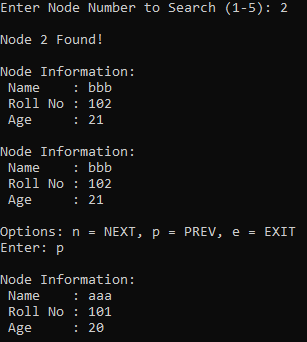 Enter Node Number to Search (1-5): 2
Node 2 Found!
Node Information:
Name    : bbb
Roll No : 102
Age     : 21
Node Information:
Name    : bbb
Roll No : 102
Age     : 21
Options: n = NEXT, p = PREV, e = EXIT
Enter: p
Node Information:
Name    : aaa
Roll No : 101
Age     : 20